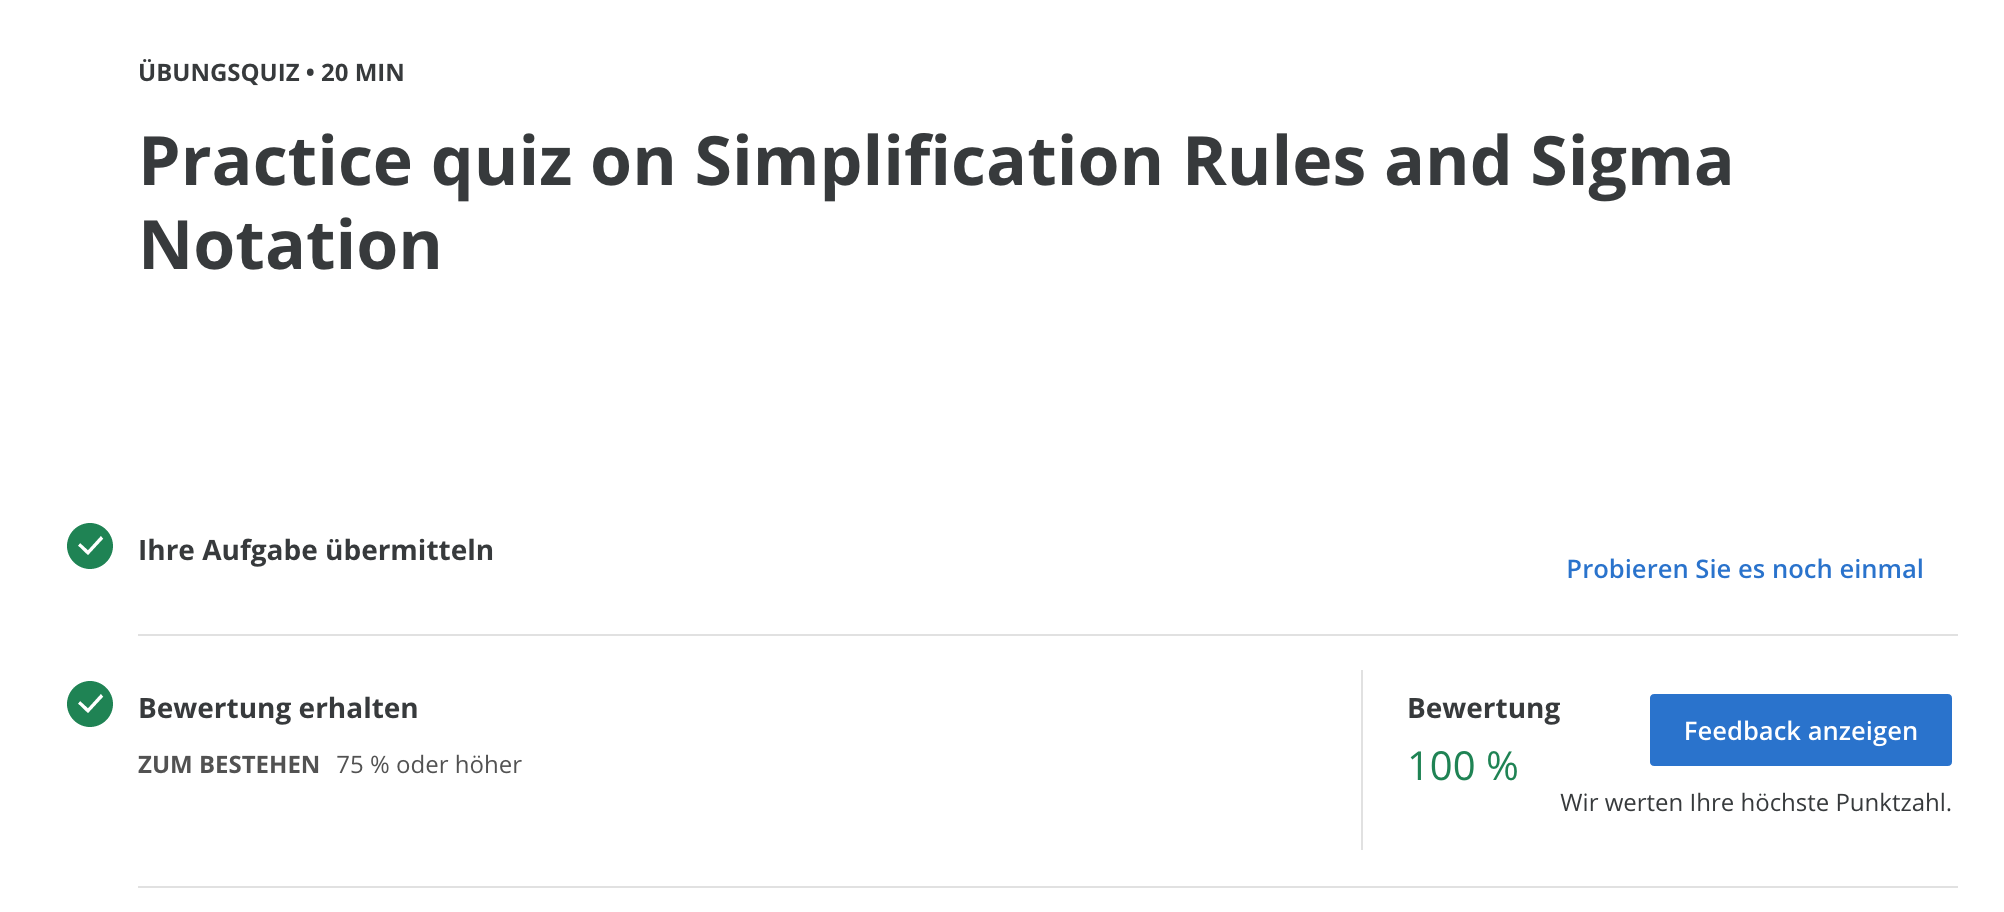 ÜBUNGSQUIZ • 20 MIN
Practice quiz on Simplification Rules and Sigma
Notation
Ihre Aufgabe übermitteln
Probieren Sie es noch einmal
Bewertung erhalten
ZUM BESTEHEN 75 % oder höher
Bewertung
100 %
Feedback anzeigen
Wir werten Ihre höchste Punktzahl.